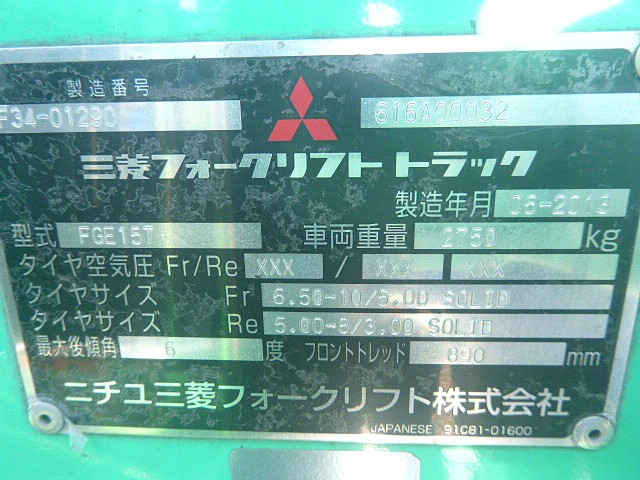 製造番号
F34-01290 616A00032
三菱フォークリフトトラック
製造年月 06-2013
型式 FGE15T 車両重量 2750 kg
タイヤ空気圧 Fr/Re XXX / XXX XXX
タイヤサイズ Fr 6.50-10/5.00 SOLID
タイヤサイズ Re 5.00-8/3.00 SOLID
最大後傾角 6 度 フロントトレッド 890 mm
ニチユ三菱フォークリフト株式会社
JAPANESE 91C81-01600